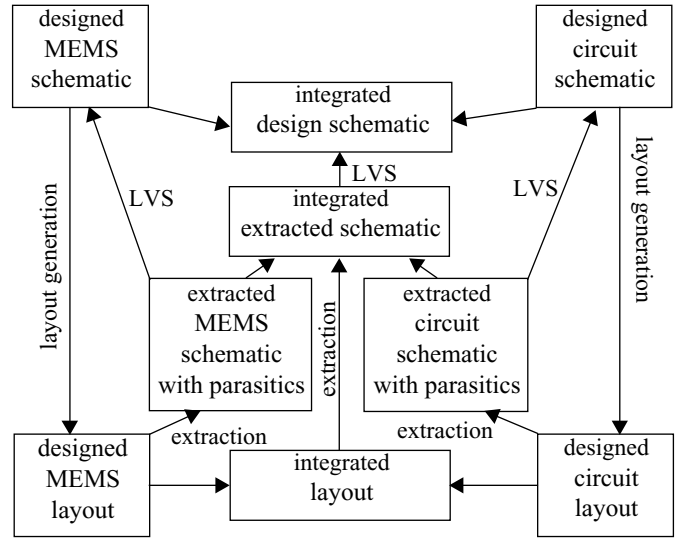 designed
MEMS
schematic
designed
circuit
schematic
integrated
design schematic
LVS
integrated
extracted schematic
LVS
LVS
layout generation
layout generation
extracted
MEMS
schematic
with parasitics
extraction
extracted
circuit
schematic
with parasitics
extraction
extraction
designed
MEMS
layout
integrated
layout
designed
circuit
layout